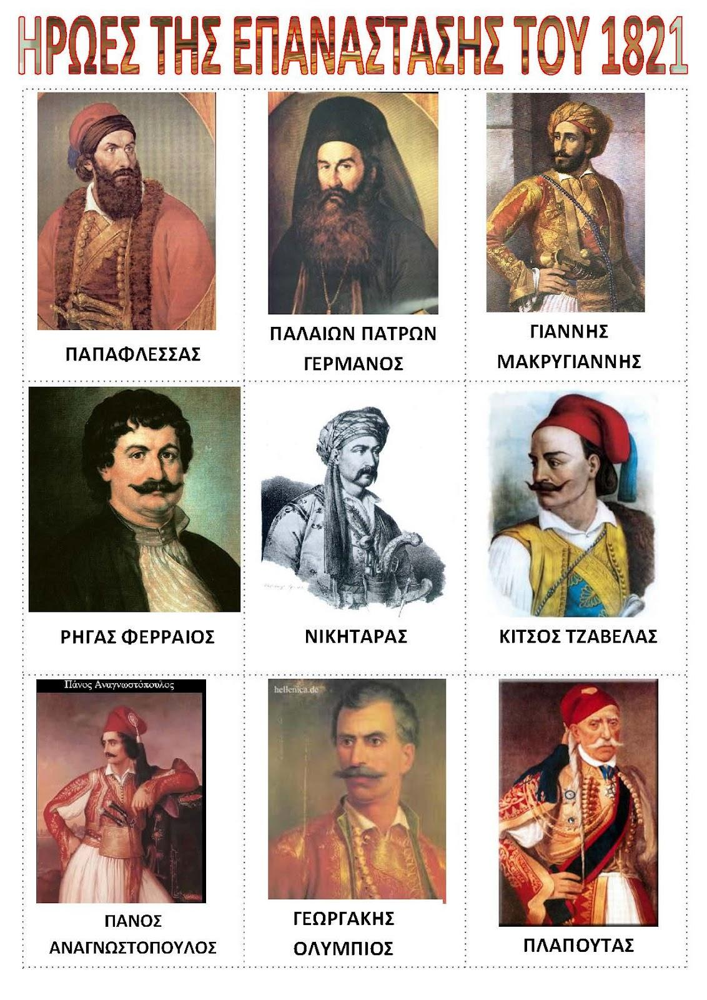 ΗΡΩΕΣ ΤΗΣ ΕΠΑΝΑΣΤΑΣΗΣ ΤΟΥ 1821
ΠΑΠΑΦΛΕΣΣΑΣ
ΠΑΛΑΙΩΝ ΠΑΤΡΩΝ
ΓΕΡΜΑΝΟΣ
ΓΙΑΝΝΗΣ
ΜΑΚΡΥΓΙΑΝΝΗΣ
ΡΗΓΑΣ ΦΕΡΡΑΙΟΣ
ΝΙΚΗΤΑΡΑΣ
ΚΙΤΣΟΣ ΤΖΑΒΕΛΑΣ
Πάνος Αναγνωστόπουλος
ΠΑΝΟΣ
ΑΝΑΓΝΩΣΤΟΠΟΥΛΟΣ
hellenica.de
ΓΕΩΡΓΑΚΗΣ
ΟΛΥΜΠΙΟΣ
ΠΛΑΠΟΥΤΑΣ